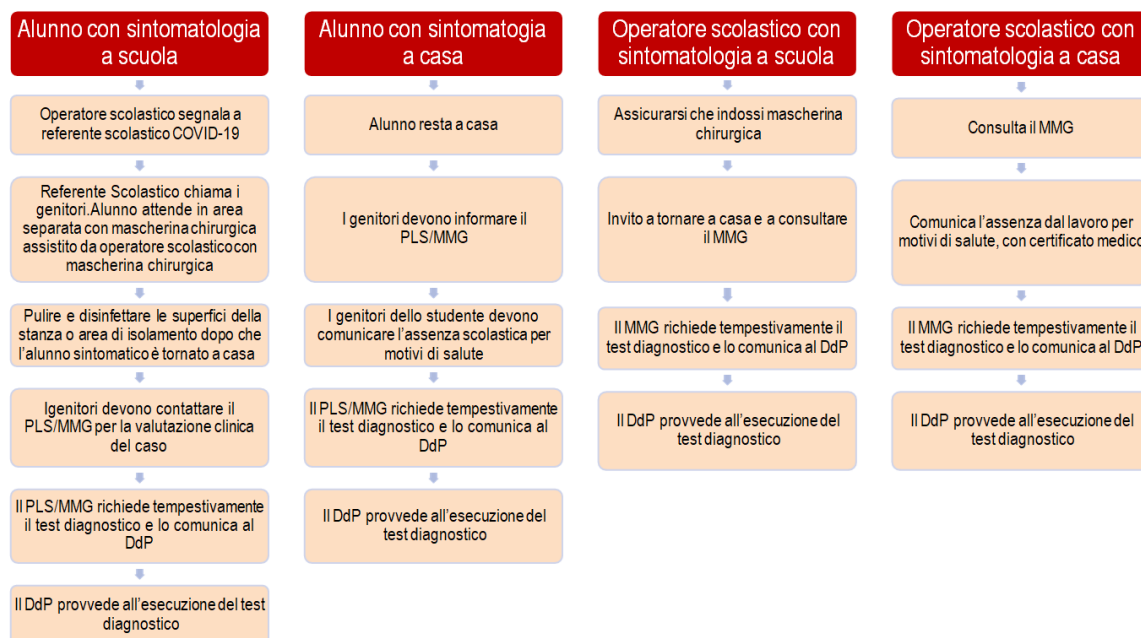 Alunno con sintomatologia
a scuola
Operatore scolastico segnala a
referente scolastico COVID-19
Referente Scolastico chiama i
genitori.Alunno attende in area
separata con mascherina chirurgica
assistito da operatore scolastico con
mascherina chirurgica
Pulire e disinfettare le superfici della
stanza o area di isolamento dopo che
l'alunno sintomatico è tornato a casa
Igenitori devono contattare il
PLS/MMG per la valutazione clinica
del caso
Il PLS/MMG richiede tempestivamente
il test diagnostico e lo comunica al
DdP
Il DdP provvede all'esecuzione del test
diagnostico
Alunno con sintomatogia
a casa
Alunno resta a casa
I genitori devono informare il
PLS/MMG
I genitori dello studente devono
comunicare l'assenza scolastica per
motivi di salute
Il PLS/MMG richiede tempestivamente
il test diagnostico e lo comunica al
DdP
Il DdP provvede all'esecuzione del
test diagnostico
Operatore scolastico con
sintomatologia a scuola
Assicurarsi che indossi mascherina
chirurgica
Invito a tornare a casa e a consultare
il MMG
Il MMG richiede tempestivamente il
test diagnostico e lo comunica al DdP
Il DdP provvede all'esecuzione del
test diagnostico
Operatore scolastico con
sintomatologia a casa
Consulta il MMG
Comunica l'assenza dal lavoro per
motivi di salute, con certificato medico
Il MMG richiede tempestivamente il
test diagnostico e lo comunica al DdP
Il DdP provvede all'esecuzione del
test diagnostico